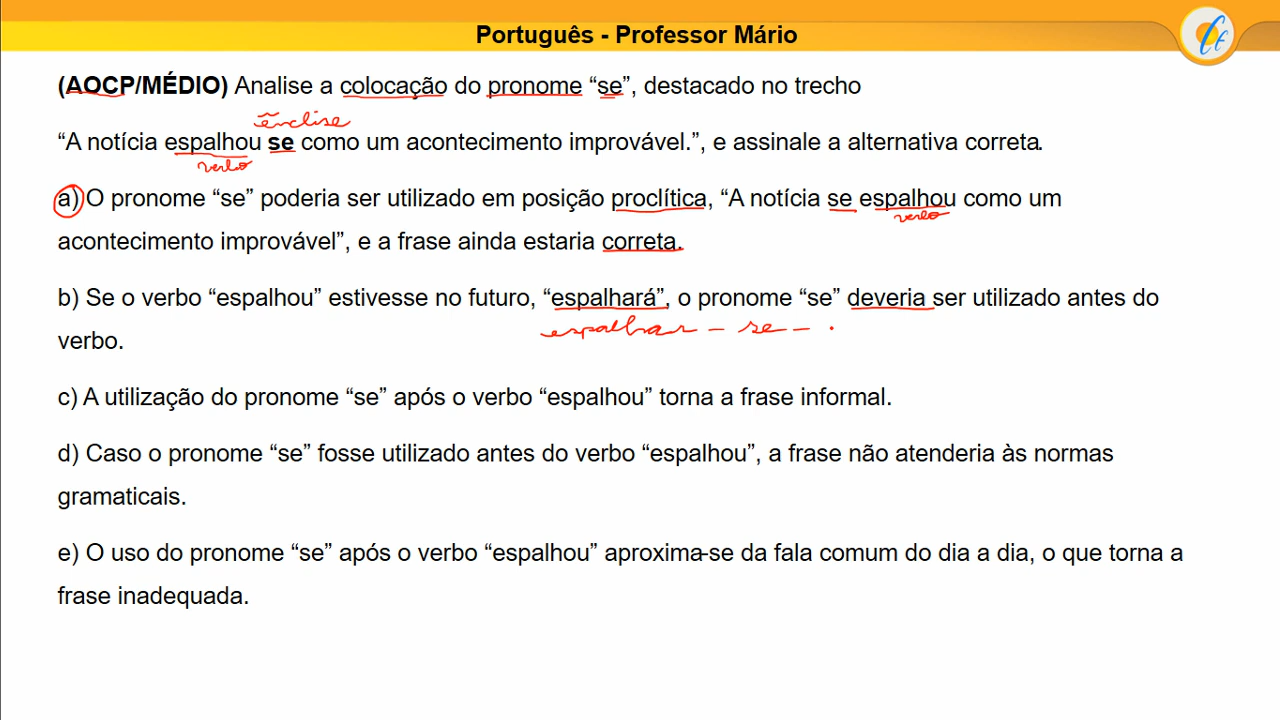 Português - Professor Mário
(AOCP/MÉDIO) Analise a colocação do pronome “se”, destacado no trecho
ênclise
“A notícia espalhou se como um acontecimento improvável.”, e assinale a alternativa correta.
verbo
a) O pronome “se” poderia ser utilizado em posição proclítica, “A notícia se espalhou como um
verbo
acontecimento improvável”, e a frase ainda estaria correta.
b) Se o verbo “espalhou” estivesse no futuro, “espalhará”, o pronome “se” deveria ser utilizado antes do
espalhar - se -
verbo.
c) A utilização do pronome “se” após o verbo “espalhou” torna a frase informal.
d) Caso o pronome “se” fosse utilizado antes do verbo “espalhou”, a frase não atenderia às normas
gramaticais.
e) O uso do pronome “se” após o verbo “espalhou” aproxima-se da fala comum do dia a dia, o que torna a
frase inadequada.